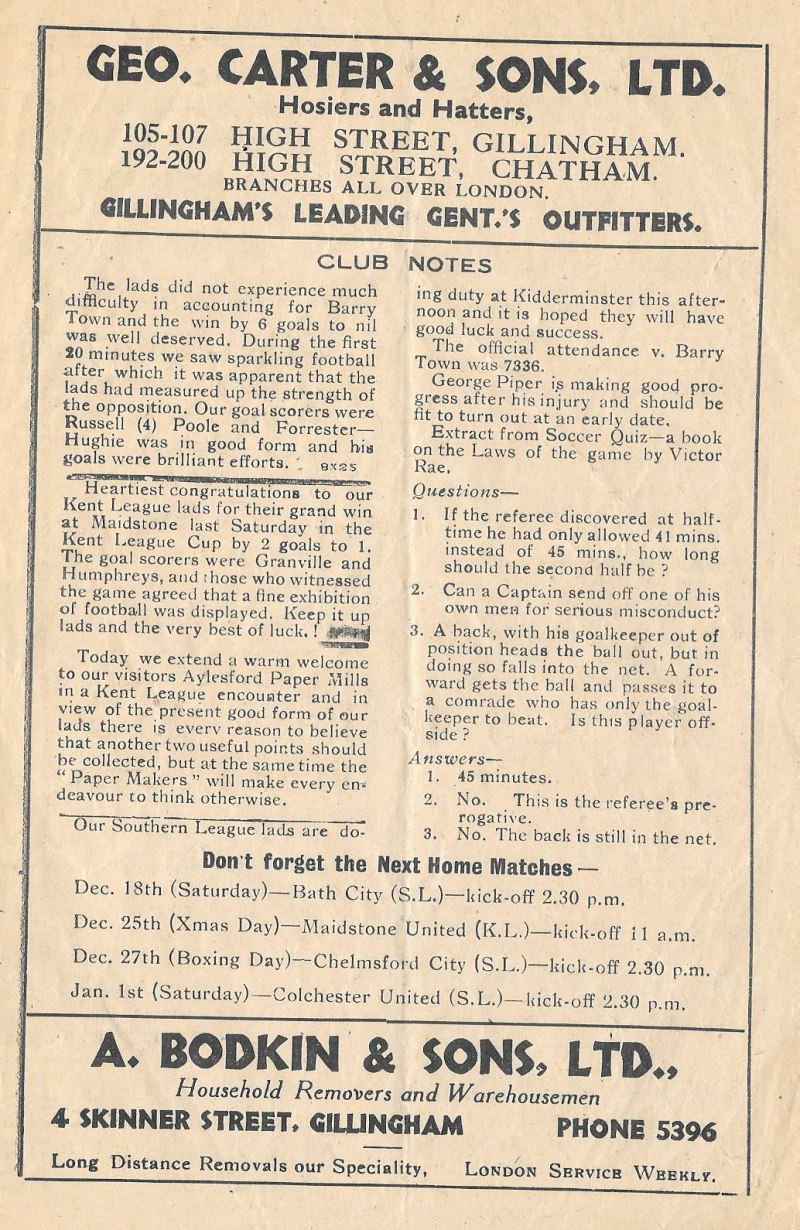 GEO. CARTER & SONS, LTD.
Hosiers and Hatters,
105-107 HIGH STREET, GILLINGHAM.
192-200 HIGH STREET, CHATHAM.
BRANCHES ALL OVER LONDON.
GILLINGHAM'S LEADING GENT.'S OUTFITTERS.
CLUB NOTES
The lads did not experience much
difficulty in accounting for Barry
Town and the win by 6 goals to nil
was well deserved. During the first
20 minutes we saw sparkling football
after which it was apparent that the
lads had measured up the strength of
the opposition. Our goal scorers were
Russell (4) Poole and Forrester—
Hughie was in good form and his
goals were brilliant efforts. 8x25
Heartiest congratulations to our
Kent League lads for their grand win
at Maidstone last Saturday in the
Kent League Cup by 2 goals to 1.
The goal scorers were Granville and
Humphreys, and those who witnessed
the game agreed that a fine exhibition
of football was displayed. Keep it up
lads and the very best of luck. !
Today we extend a warm welcome
to our visitors Aylesford Paper Mills
in a Kent League encounter and in
view of the present good form of our
lads there is every reason to believe
that another two useful points should
be collected, but at the same time the
"Paper Makers" will make every en-
deavour to think otherwise.
Our Southern League lads are do-
ing duty at Kidderminster this after-
noon and it is hoped they will have
good luck and success.
The official attendance v. Barry
Town was 7336.
George Piper is making good pro-
gress after his injury and should be
fit to turn out at an early date.
Extract from Soccer Quiz—a book
on the Laws of the game by Victor
Rae.
Questions—
1. If the referee discovered at half-
time he had only allowed 41 mins.
instead of 45 mins., how long
should the second half be ?
2. Can a Captain send off one of his
own men for serious misconduct?
3. A back, with his goalkeeper out of
position heads the ball out, but in
doing so falls into the net. A for-
ward gets the ball and passes it to
a comrade who has only the goal-
keeper to beat. Is this player off-
side ?
Answers—
1. 45 minutes.
2. No. This is the referee's pre-
rogative.
3. No. The back is still in the net.
Don't forget the Next Home Matches—
Dec. 18th (Saturday)—Bath City (S.L.)—kick-off 2.30 p.m.
Dec. 25th (Xmas Day)—Maidstone United (K.L.)—kick-off 11 a.m.
Dec. 27th (Boxing Day)—Chelmsford City (S.L.)—kick-off 2.30 p.m.
Jan. 1st (Saturday)—Colchester United (S.L.)—kick-off 2.30 p.m.
A. BODKIN & SONS, LTD.,
Household Removers and Warehousemen
4 SKINNER STREET, GILLINGHAM PHONE 5396
Long Distance Removals our Speciality, LONDON SERVICE WEEKLY.